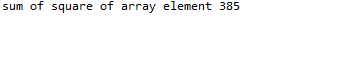 sum of square of array element 385